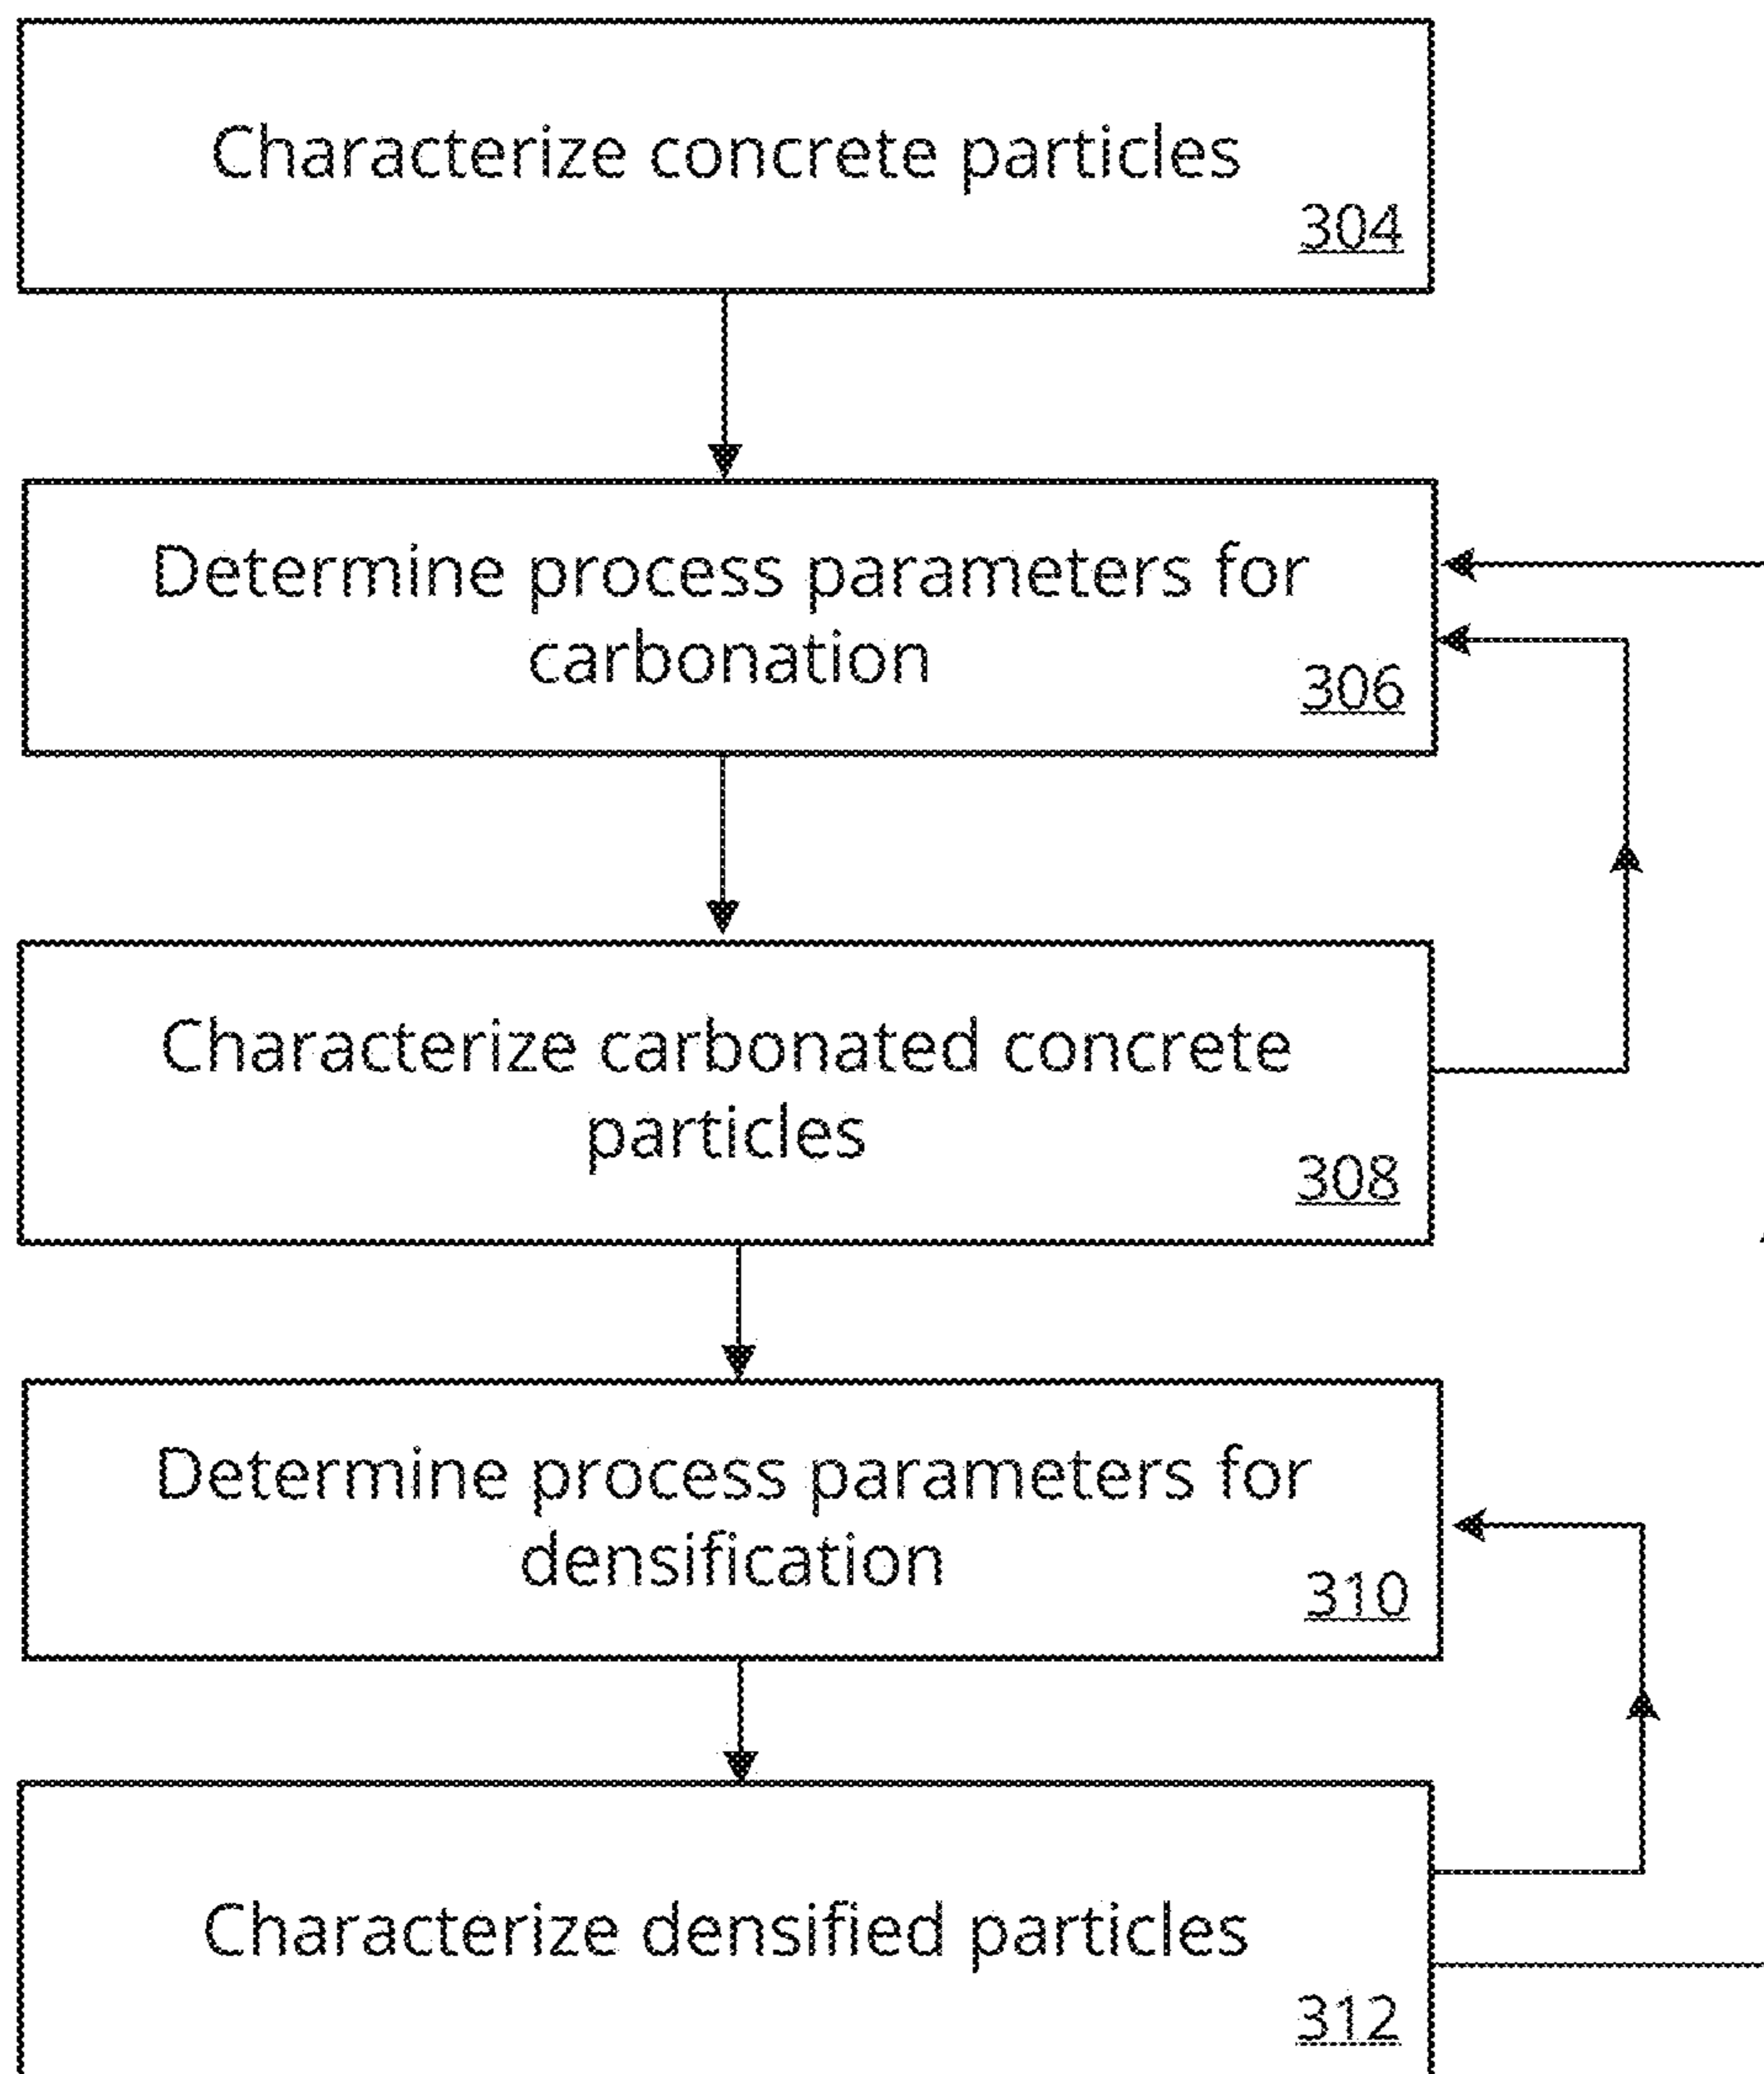 Characterize concrete particles
304
Determine process parameters for
carbonation
306
Characterize carbonated concrete
particles
308
Determine process parameters for
densification
310
Characterize densified particles
312